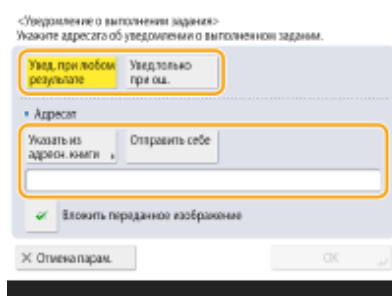 <Уведомление о выполнении задания>
Укажите адресата об уведомлении о выполненном задании.
Увед. при любом
результате
Увед.только
при ош.
Адресат
Указать из
адресн. книги
Отправить себе
Вложить переданное изображение
Отмена парам.
OK